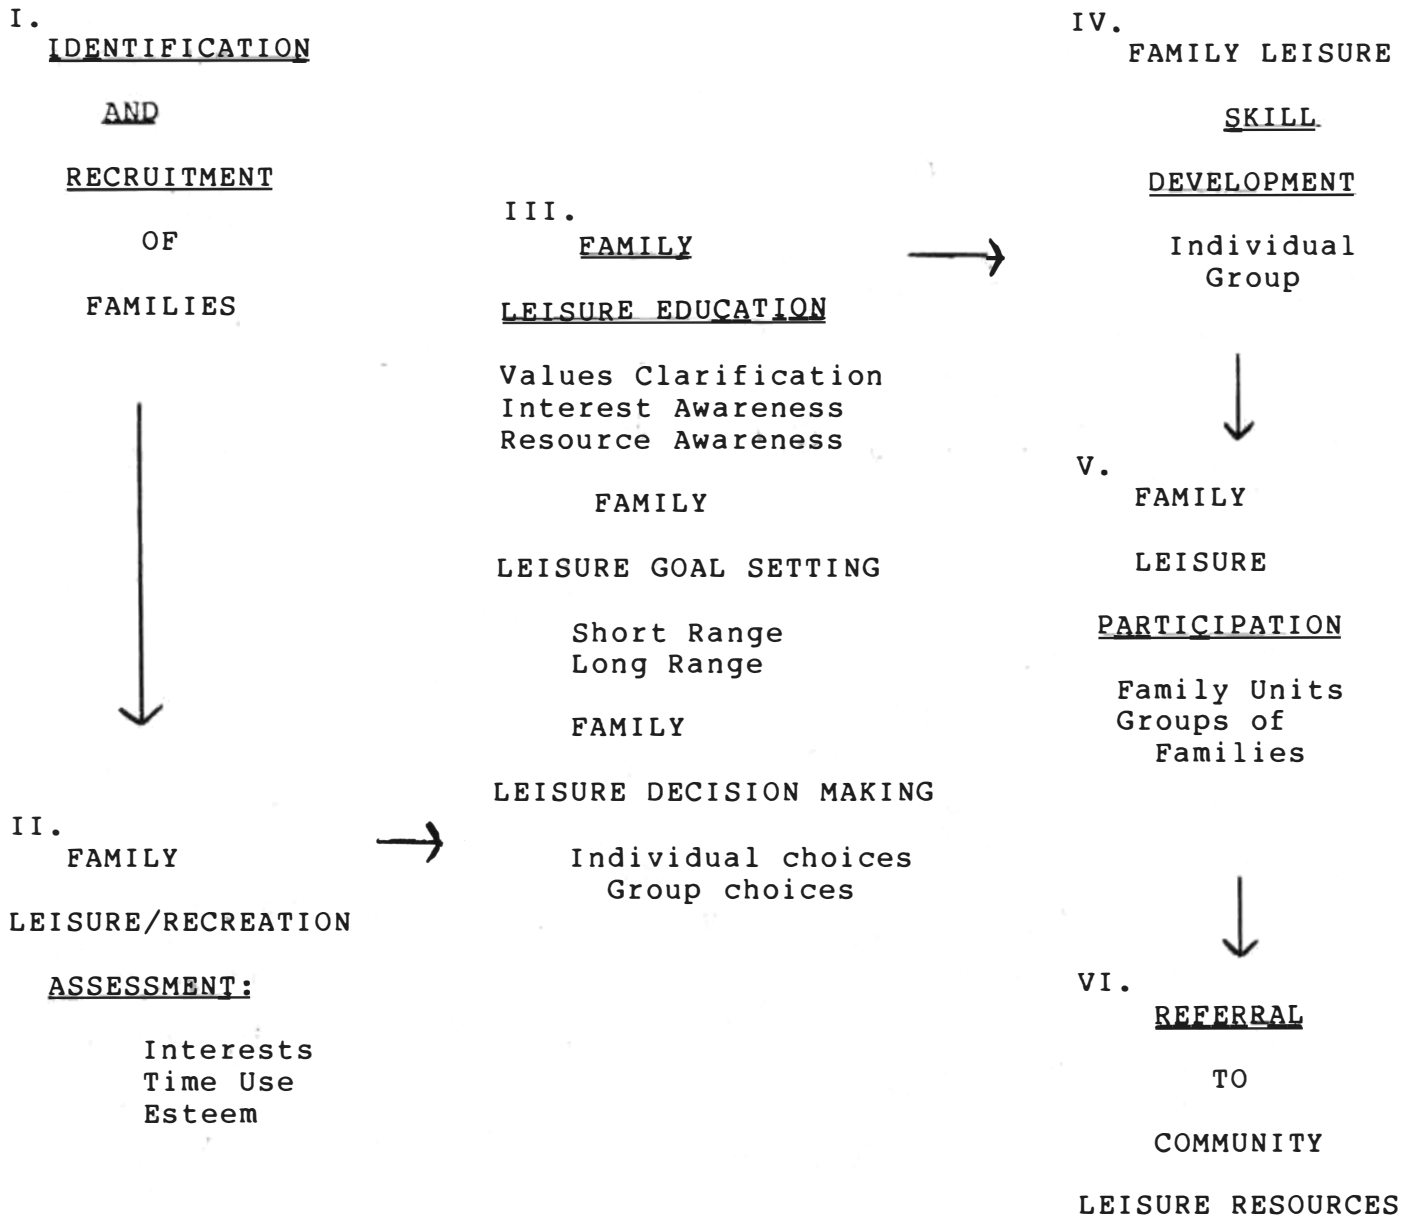 I.
IDENTIFICATION
AND
RECRUITMENT
OF
FAMILIES
II.
FAMILY
LEISURE/RECREATION
ASSESSMENT:
Interests
Time Use
Esteem
III.
FAMILY
LEISURE EDUCATION
Values Clarification
Interest Awareness
Resource Awareness
FAMILY
LEISURE GOAL SETTING
Short Range
Long Range
FAMILY
LEISURE DECISION MAKING
Individual choices
Group choices
IV.
FAMILY LEISURE
SKILL
DEVELOPMENT
Individual
Group
V.
FAMILY
LEISURE
PARTICIPATION
Family Units
Groups of
Families
VI.
REFERRAL
TO
COMMUNITY
LEISURE RESOURCES